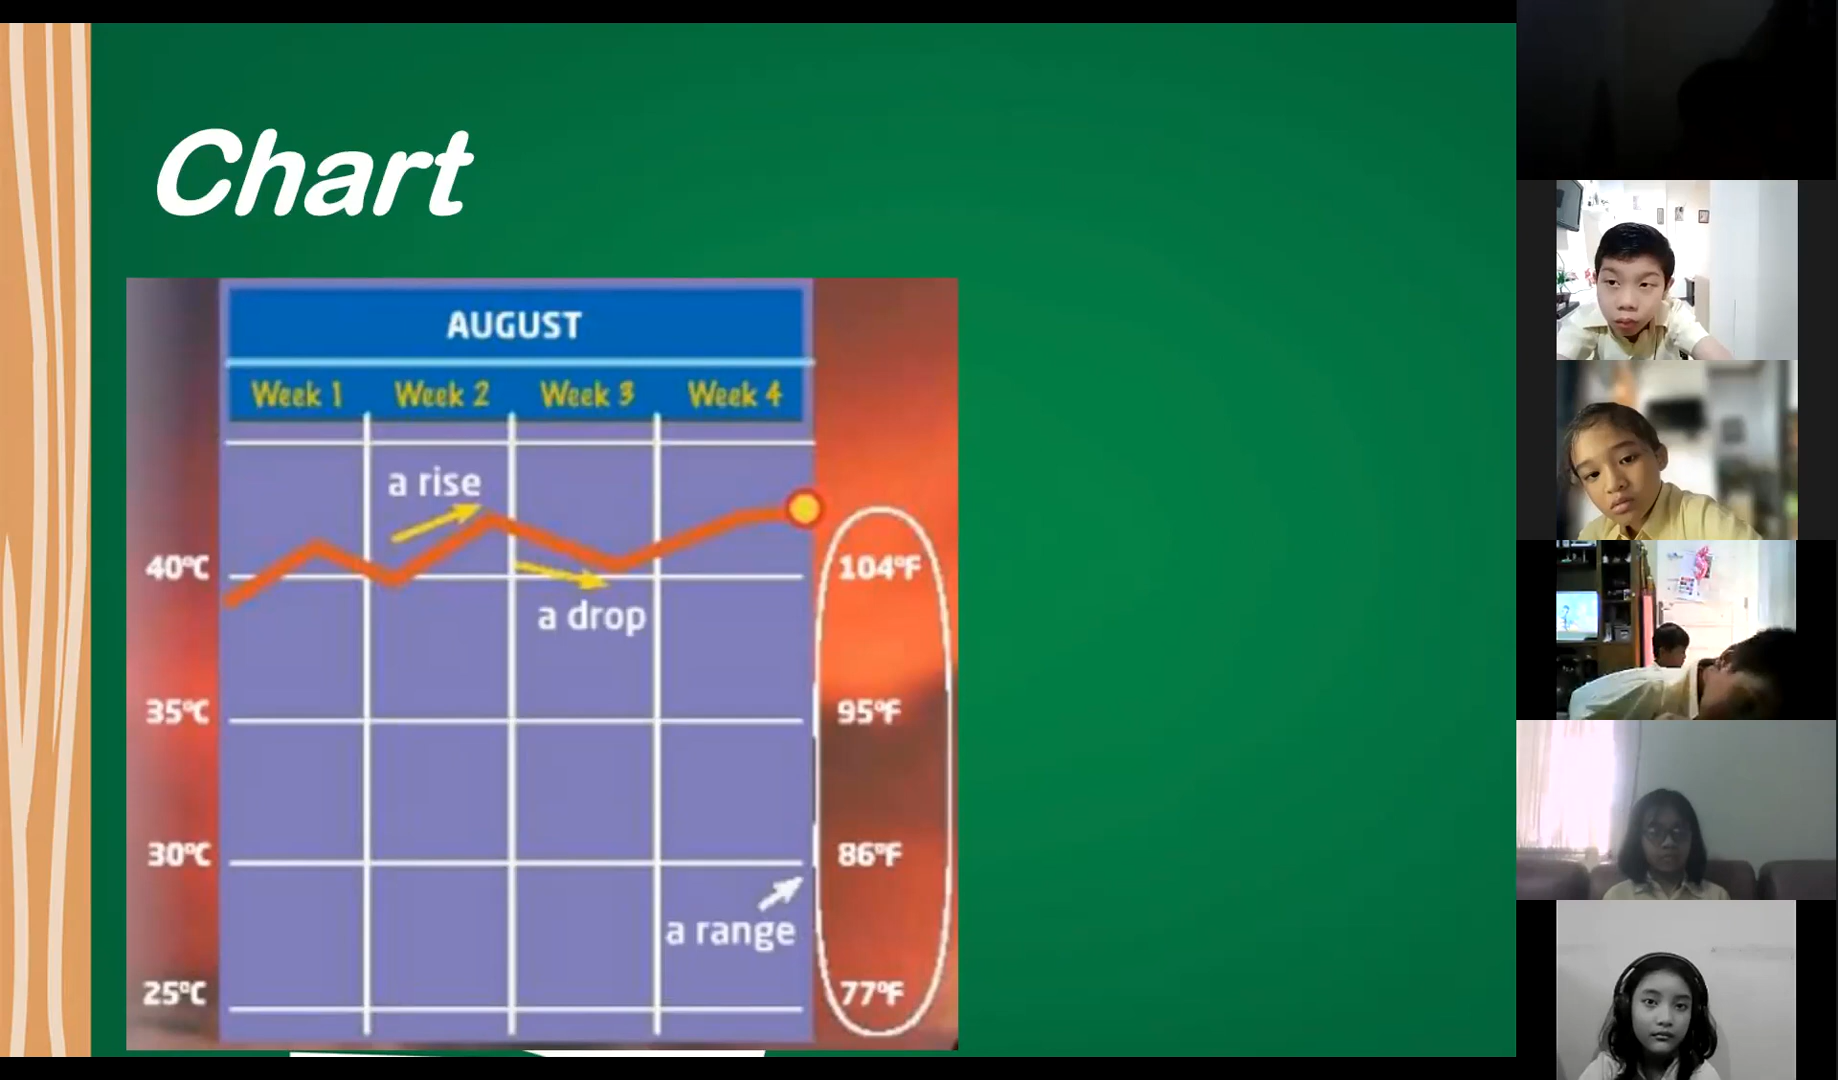 Chart
AUGUST
Week 1 Week 2 Week 3 Week 4
a rise
40°C 104°F
a drop
35°C 95°F
30°C 86°F
a range
25°C 77°F